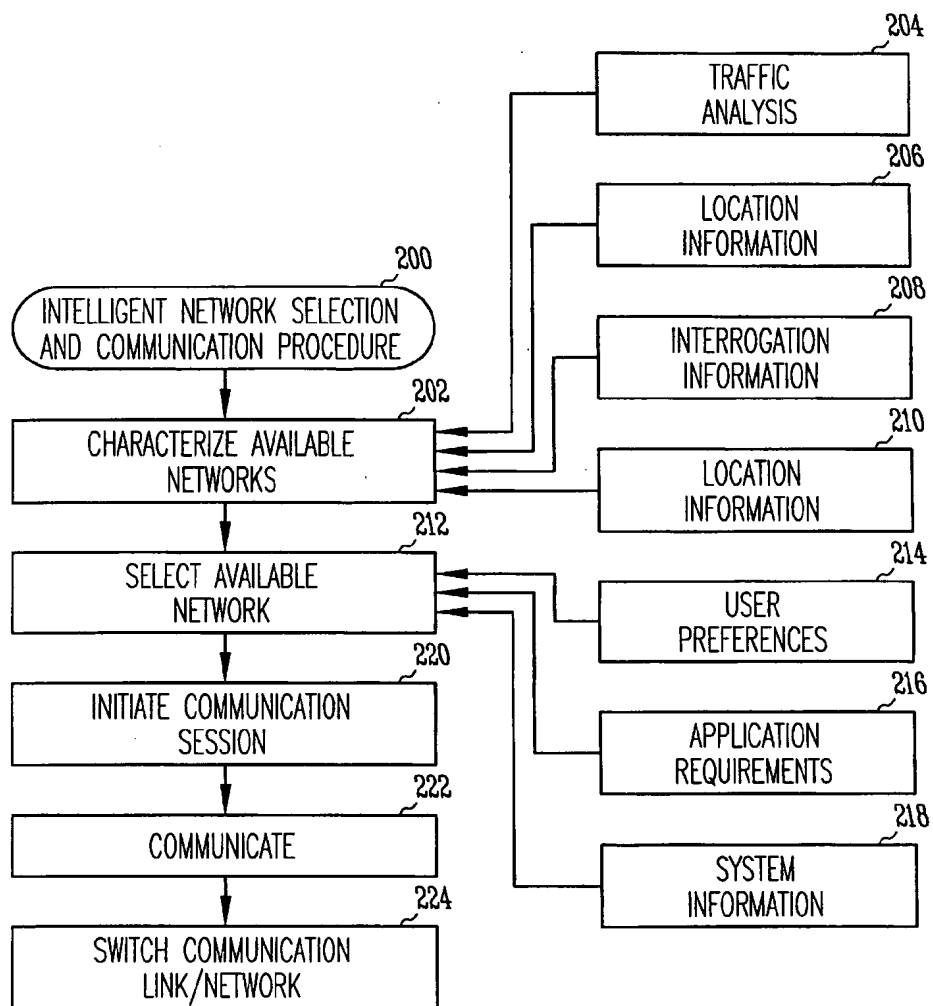 204
TRAFFIC
ANALYSIS
206
LOCATION
INFORMATION
200
INTELLIGENT NETWORK SELECTION
AND COMMUNICATION PROCEDURE
208
INTERROGATION
INFORMATION
202
CHARACTERIZE AVAILABLE
NETWORKS
210
LOCATION
INFORMATION
212
SELECT AVAILABLE
NETWORK
214
USER
PREFERENCES
220
INITIATE COMMUNICATION
SESSION
216
APPLICATION
REQUIREMENTS
222
COMMUNICATE
218
SYSTEM
INFORMATION
224
SWITCH COMMUNICATION
LINK/NETWORK